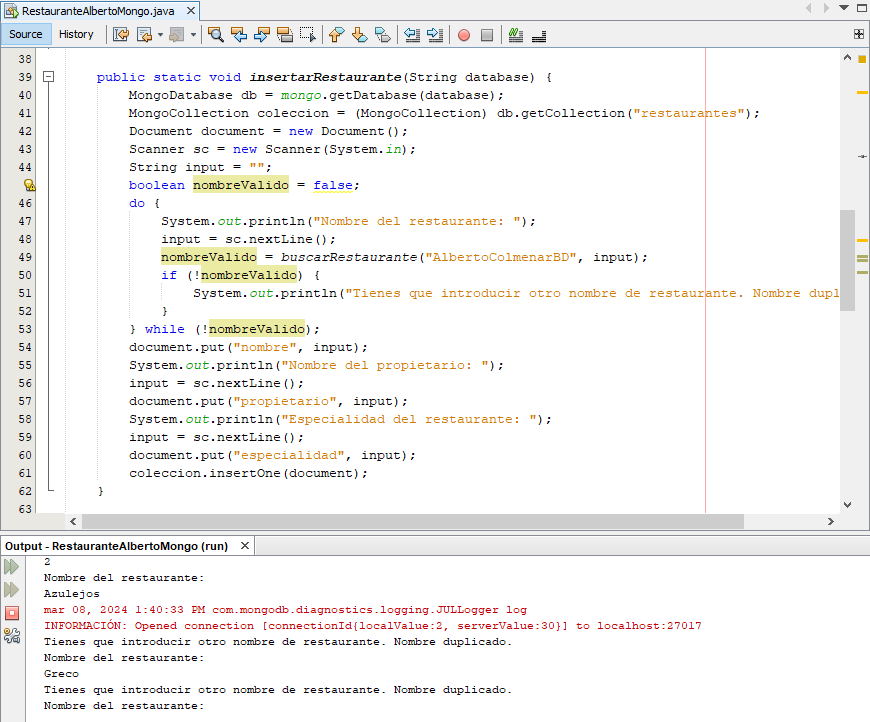 RestauranteAlbertoMongo.java
Source History
38
39 public static void insertarRestaurante(String database) {
40 MongoDatabase db = mongo.getDatabase(database);
41 MongoCollection coleccion = (MongoCollection) db.getCollection("restaurantes");
42 Document document = new Document();
43 Scanner sc = new Scanner(System.in);
44 String input = "";
boolean nombreValido = false;
46 do {
47 System.out.println("Nombre del restaurante: ");
48 input = sc.nextLine();
49 nombreValido = buscarRestaurante("AlbertoColmenarBD", input);
50 if (!nombreValido) {
51 System.out.println("Tienes que introducir otro nombre de restaurante. Nombre dupl
52 }
53 } while (!nombreValido);
54 document.put("nombre", input);
55 System.out.println("Nombre del propietario: ");
56 input = sc.nextLine();
57 document.put("propietario", input);
58 System.out.println("Especialidad del restaurante: ");
59 input = sc.nextLine();
60 document.put("especialidad", input);
61 coleccion.insertOne(document);
62 }
63
Output - RestauranteAlbertoMongo (run)
2
Nombre del restaurante:
Azulejos
mar 08, 2024 1:40:33 PM com.mongodb.diagnostics.logging.JULLogger log
INFORMACIÓN: Opened connection [connectionId{localValue:2, serverValue:30}] to localhost:27017
Tienes que introducir otro nombre de restaurante. Nombre duplicado.
Nombre del restaurante:
Greco
Tienes que introducir otro nombre de restaurante. Nombre duplicado.
Nombre del restaurante: